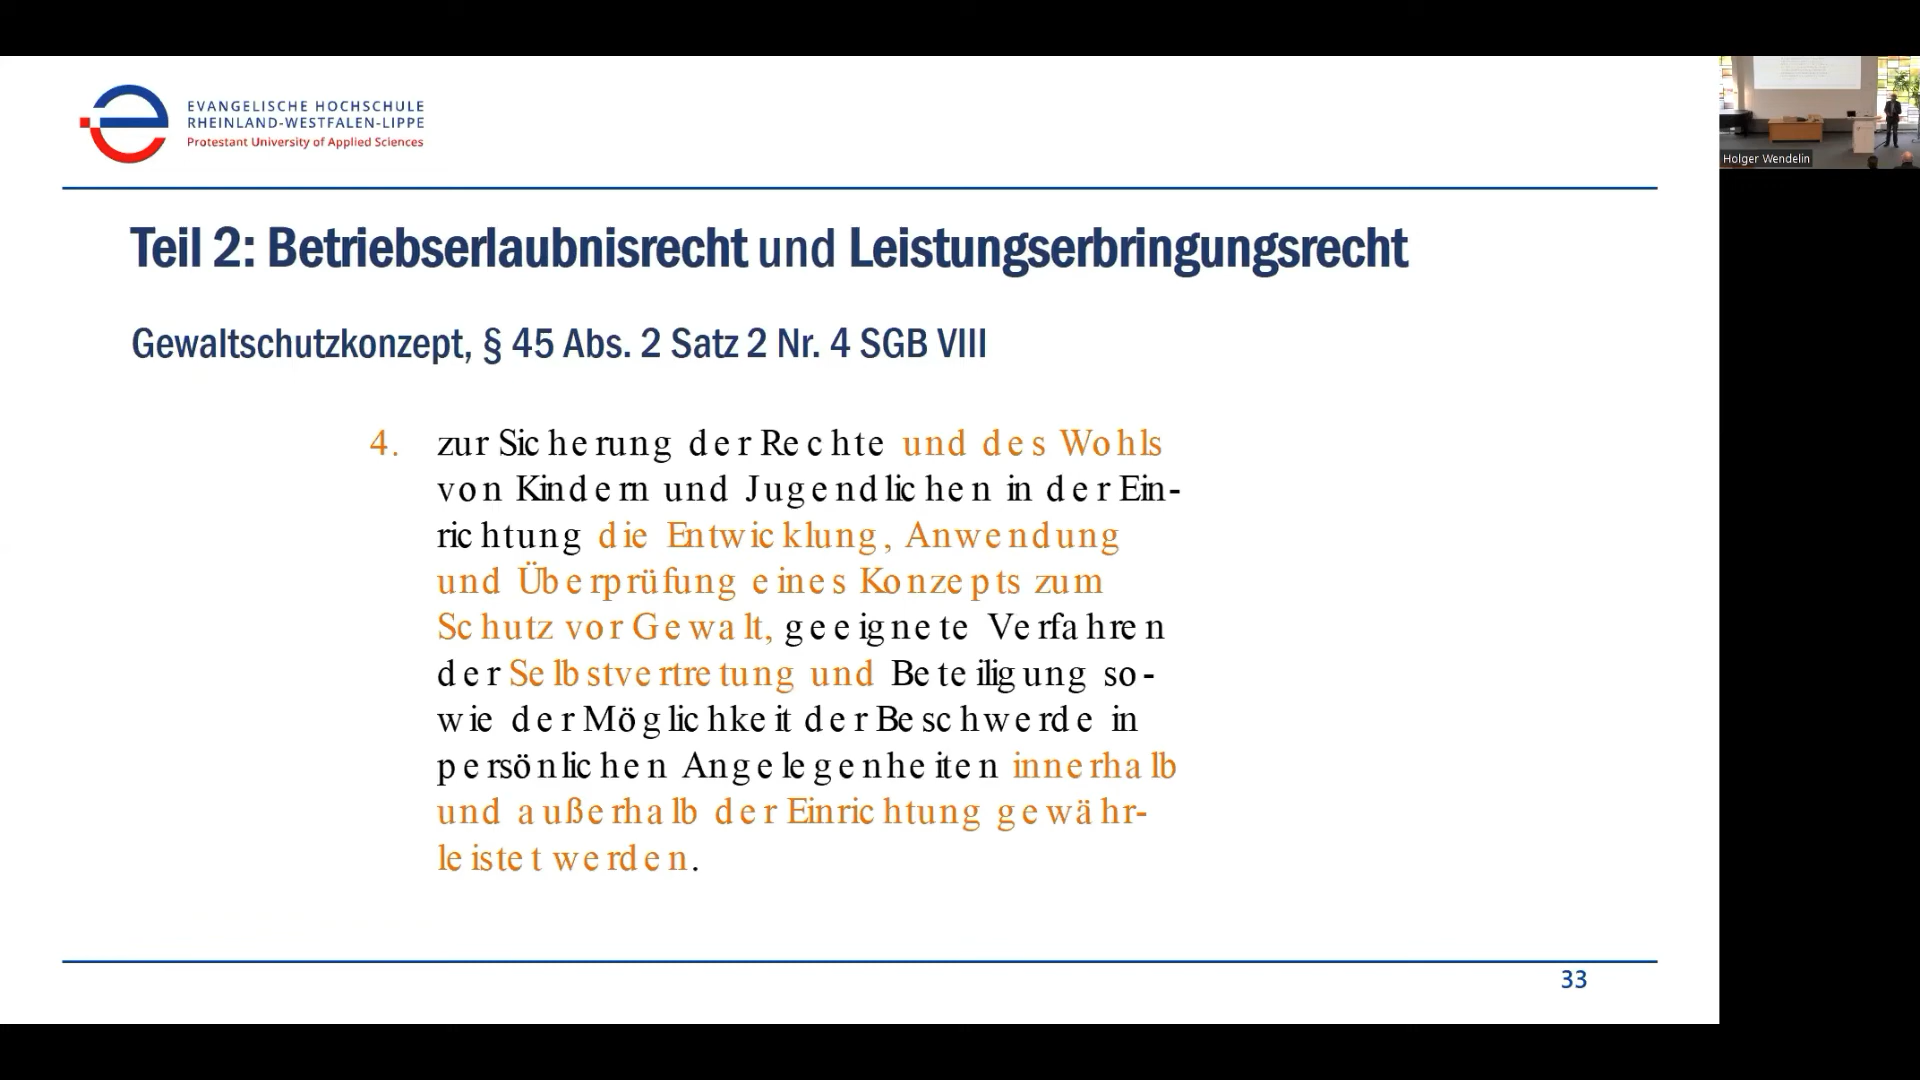 EVANGELISCHE HOCHSCHULE
RHEINLAND-WESTFALEN-LIPPE
Protestant University of Applied Sciences
Holger Wendelin
Teil 2: Betriebserlaubnisrecht und Leistungserbringungsrecht
Gewaltschutzkonzept, § 45 Abs. 2 Satz 2 Nr. 4 SGB VIII
4. zur Sicherung der Rechte und des Wohls
von Kindern und Jugendlichen in der Ein-
richtung die Entwicklung, Anwendung
und Überprüfung eines Konzepts zum
Schutz vor Gewalt, geeignete Verfahren
der Selbstvertretung und Beteiligung so-
wie der Möglichkeit der Beschwerde in
persönlichen Angelegenheiten innerhalb
und außerhalb der Einrichtung gewähr-
leistet werden.
33